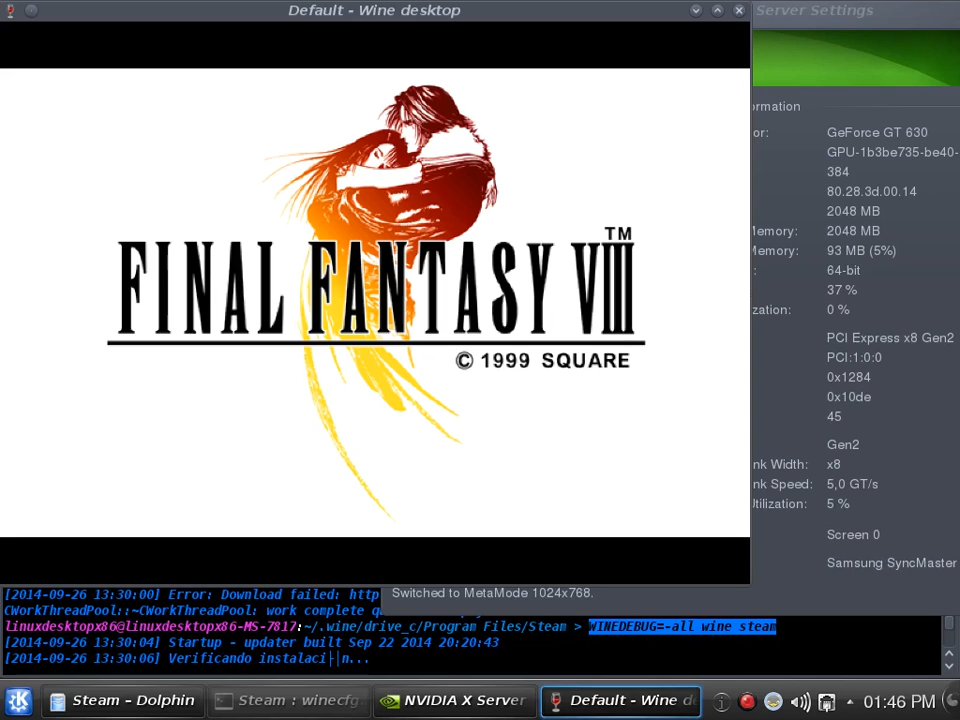 Default - Wine desktop
Server Settings
FINAL FANTASY VIII
TM
© 1999 SQUARE
ormation
or:
GeForce GT 630
GPU-1b3be735-be40-
384
80.28.3d.00.14
2048 MB
Memory:
2048 MB
Memory:
93 MB (5%)
:
64-bit
37 %
zation:
0 %
PCI Express x8 Gen2
PCI:1:0:0
0x1284
0x10de
45
Gen2
nk Width:
x8
nk Speed:
5,0 GT/s
Utilization:
5 %
Screen 0
Samsung SyncMaster
Switched to MetaMode 1024x768.
[2014-09-26 13:30:00] Error: Download failed: http
CWorkThreadPool::~CWorkThreadPool: work complete q
linuxdesktopx86@linuxdesktopx86-MS-7817:~/.wine/drive_c/Program Files/Steam > WINEDEBUG=-all wine steam
[2014-09-26 13:30:04] Startup - updater built Sep 22 2014 20:20:43
[2014-09-26 13:30:06] Verificando instalaci├│n...
Steam – Dolphin
Steam : winecfg
NVIDIA X Server
Default - Wine de
01:46 PM